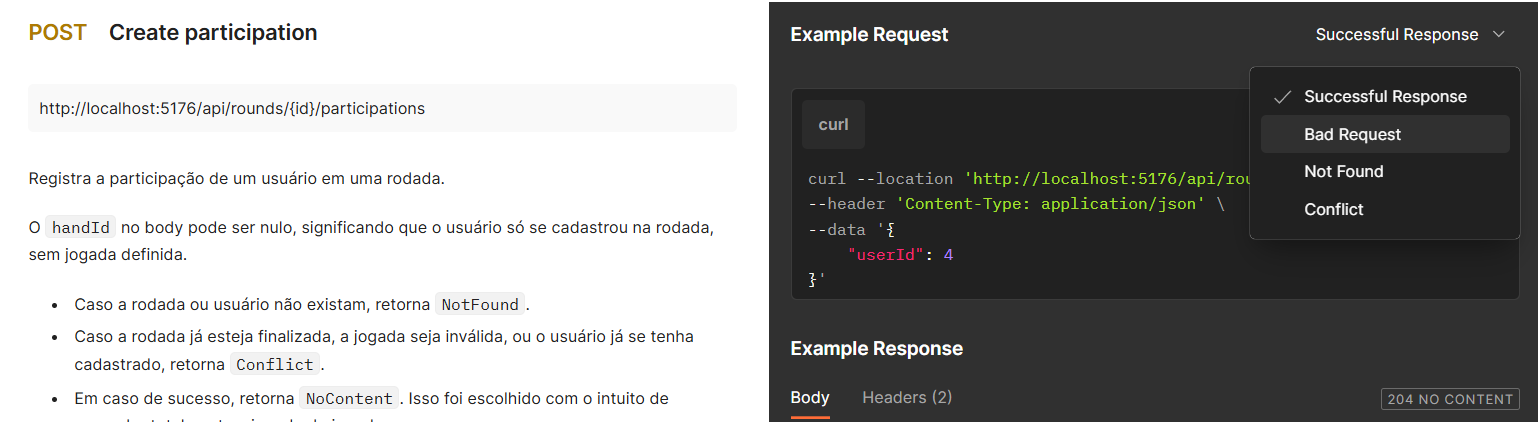 POST Create participation
http://localhost:5176/api/rounds/{id}/participations
Registra a participação de um usuário em uma rodada.
O handId no body pode ser nulo, significando que o usuário só se cadastrou na rodada,
sem jogada definida.
• Caso a rodada ou usuário não existam, retorna NotFound.
• Caso a rodada já esteja finalizada, a jogada seja inválida, ou o usuário já se tenha
cadastrado, retorna Conflict.
• Em caso de sucesso, retorna NoContent. Isso foi escolhido com o intuito de
Example Request
Successful Response
Successful Response
Bad Request
Not Found
Conflict
curl
curl --location 'http://localhost:5176/api/rou
--header 'Content-Type: application/json' \
--data '{
"userId": 4
}'
Example Response
Body Headers (2)
204 NO CONTENT